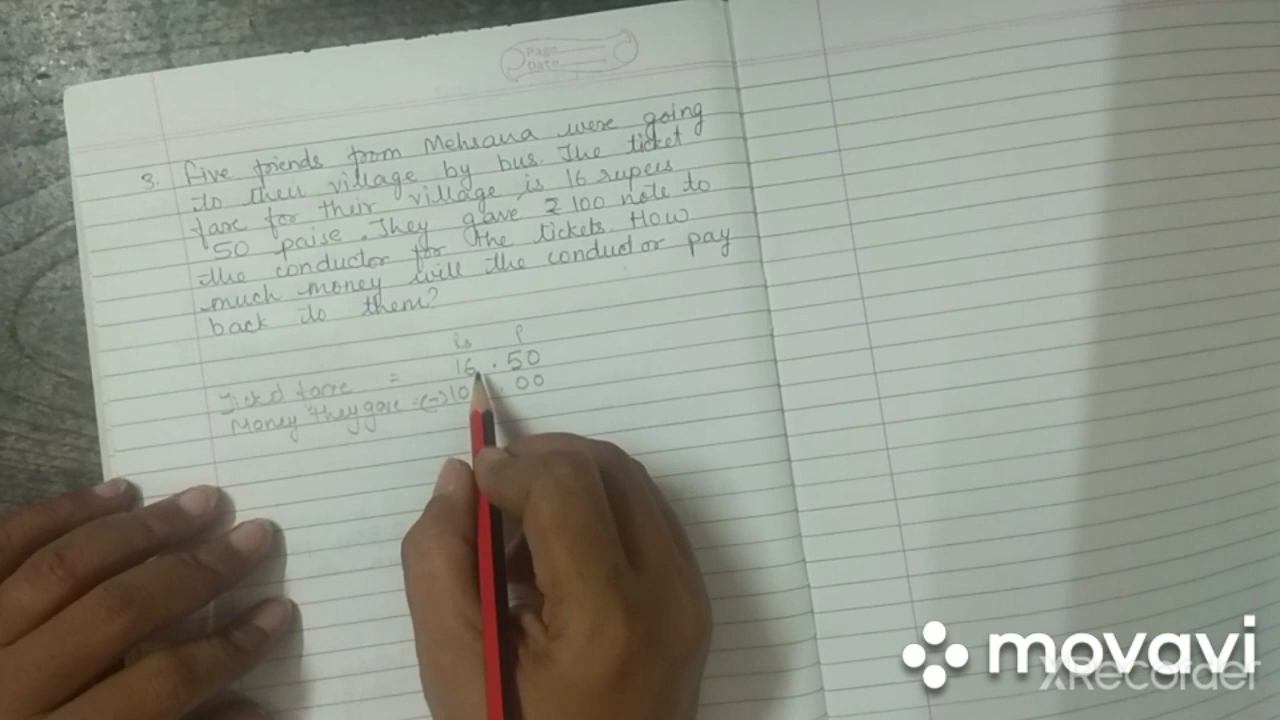 Page
Date
3. Five friends from Mehsana were going
to their village by bus. The ticket
fare for their village is 16 rupees
50 paise. They gave ₹ 100 note to
the conductor for the tickets. How
much money will the conductor pay
back to them?
Rs P
Ticket farre = 16.50
Money they gave = (-) 10 .00
movavi
XRecorder